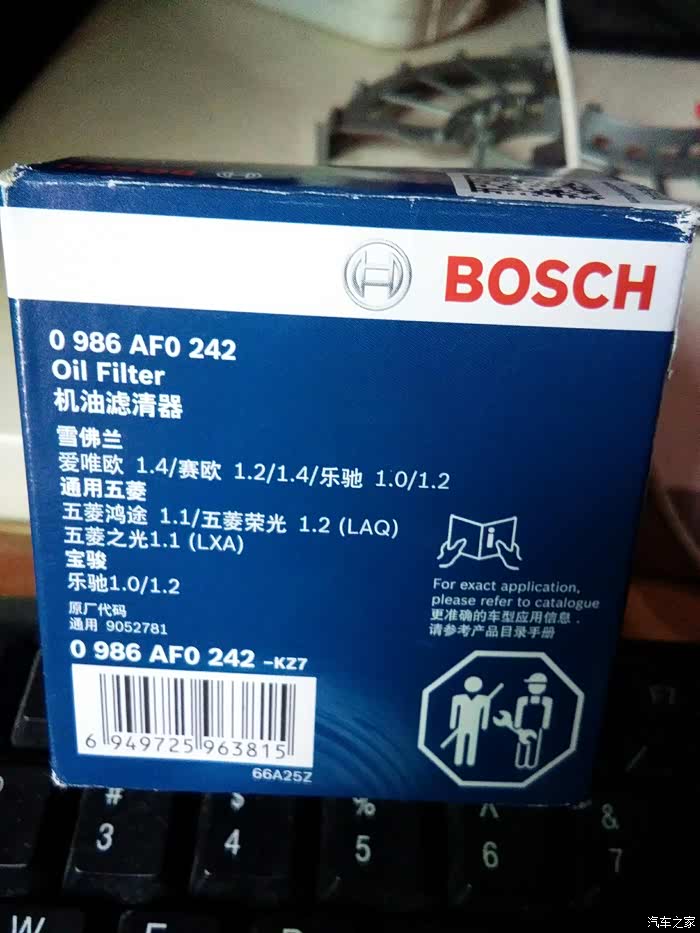 BOSCH
0 986 AF0 242
Oil Filter
机油滤清器
雪佛兰
爱唯欧 1.4/赛欧 1.2/1.4/乐驰 1.0/1.2
通用五菱
五菱鸿途 1.1/五菱荣光 1.2 (LAQ)
五菱之光1.1 (LXA)
宝骏
乐驰1.0/1.2
原厂代码
通用 9052781
0 986 AF0 242 -KZ7
6 949725 963815
66A25Z
i
For exact application,
please refer to catalogue
更准确的车型应用信息.
请参考产品目录手册
# $ % ^ &
3 4 5 6 7
W E
汽车之家